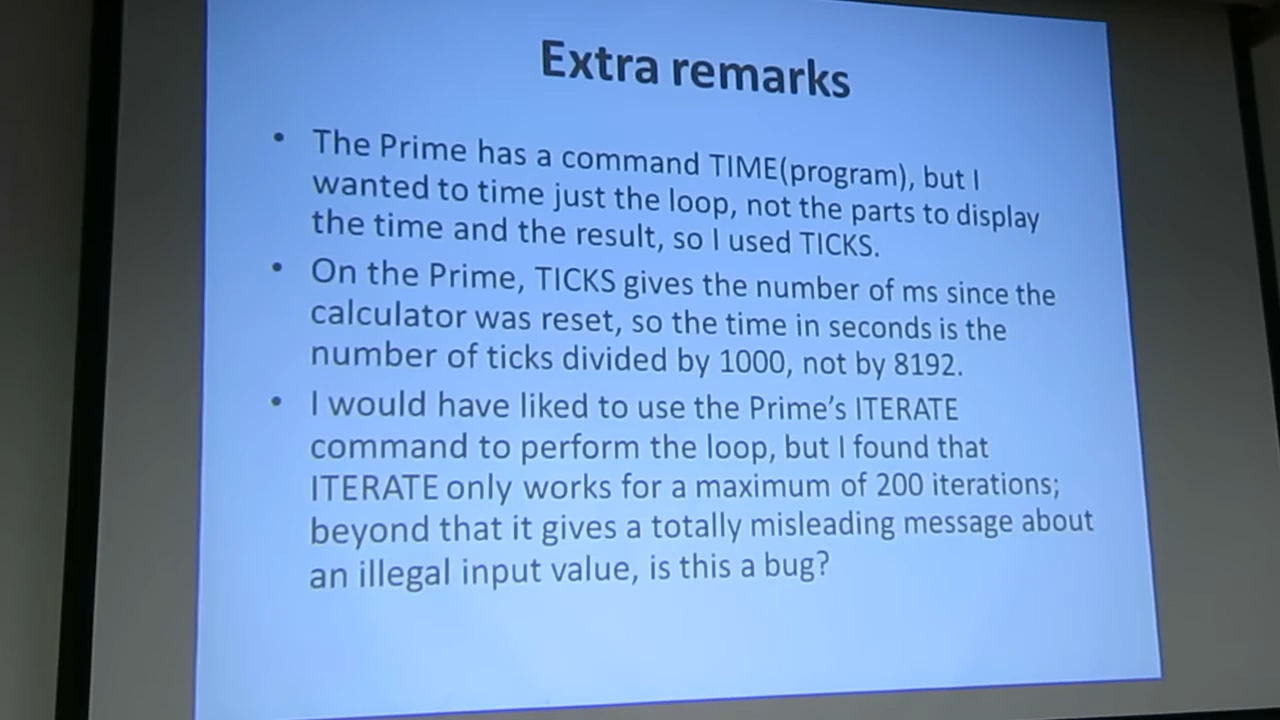 Extra remarks
• The Prime has a command TIME(program), but I
wanted to time just the loop, not the parts to display
the time and the result, so I used TICKS.
• On the Prime, TICKS gives the number of ms since the
calculator was reset, so the time in seconds is the
number of ticks divided by 1000, not by 8192.
• I would have liked to use the Prime’s ITERATE
command to perform the loop, but I found that
ITERATE only works for a maximum of 200 iterations;
beyond that it gives a totally misleading message about
an illegal input value, is this a bug?